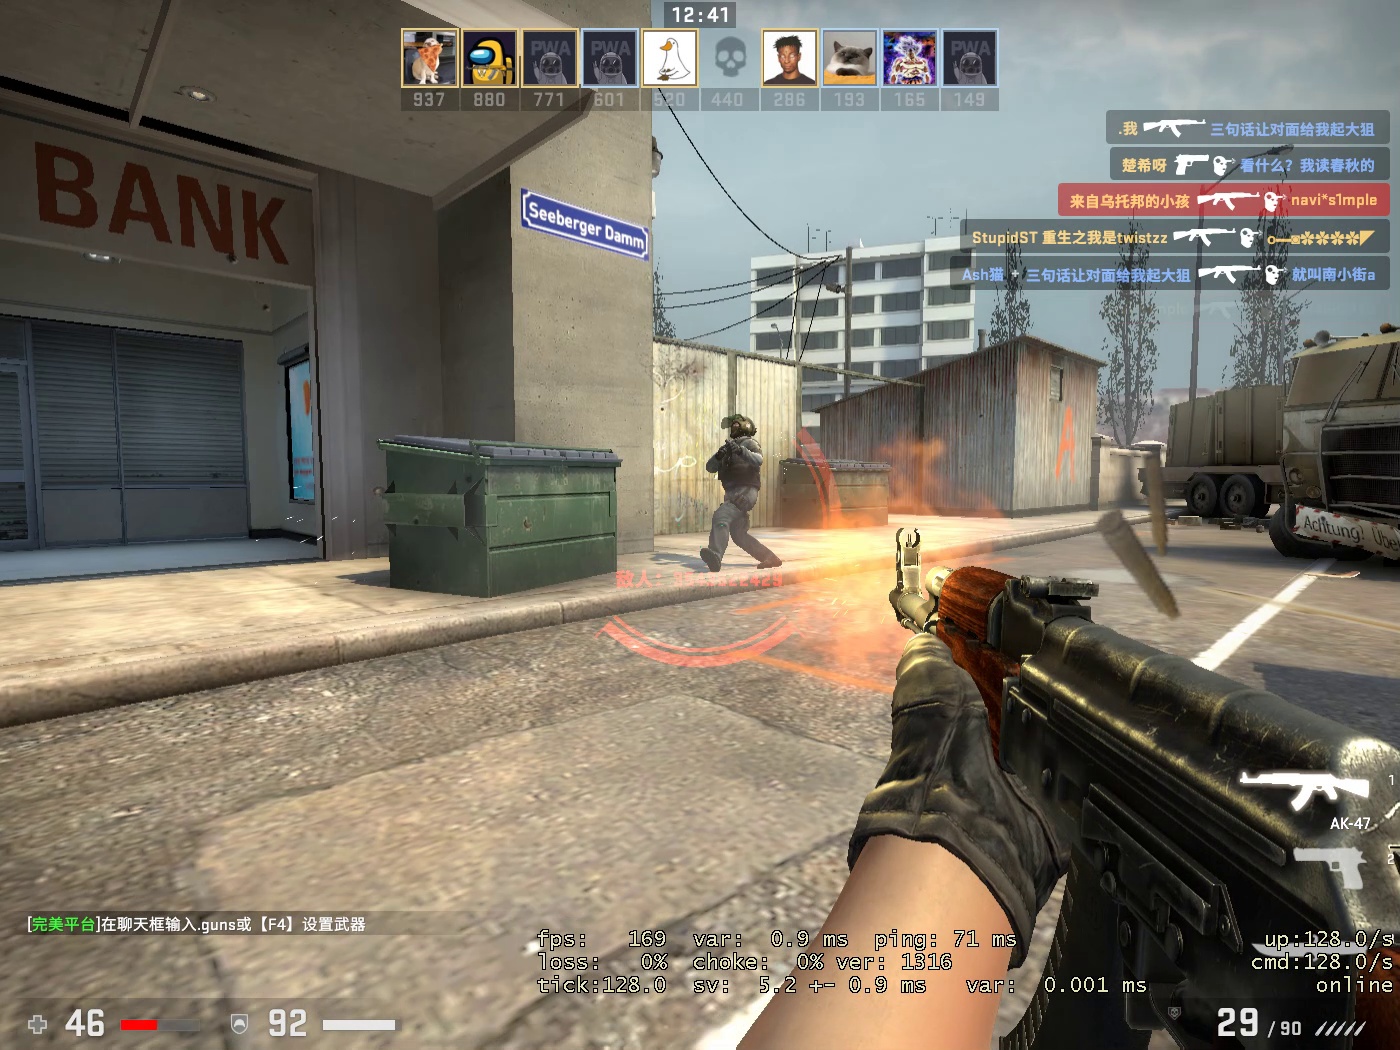 12:41
PWA PWA PWA
937 880 771 601 520 440 286 193 165 149
.我 三句话让对面给我起大狙
楚希呀 看什么？我读春秋的
来自乌托邦的小孩 navi*s1mple
StupidST 重生之我是twistzz
Ash猫 + 三句话让对面给我起大狙 就叫南小街a
BANK
Seeberger Damm
A
Achtung!
AK-47
1
2
[完美平台]在聊天框输入.guns或【F4】设置武器
fps: 169 var: 0.9 ms ping: 71 ms up:128.0/s
loss: 0% choke: 0% ver: 1316 cmd:128.0/s
tick:128.0 sv: 5.2 +- 0.9 ms var: 0.001 ms online
46 92 29 / 90